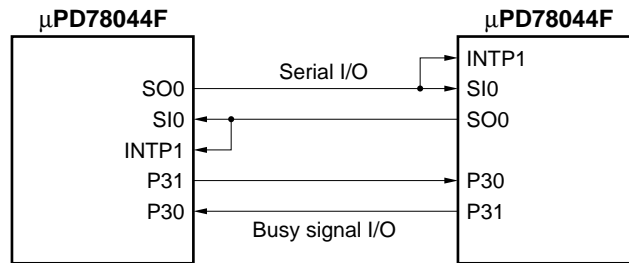 μPD78044F
μPD78044F
INTP1
Serial I/O
SO0
SI0
SI0
SO0
INTP1
P31
P30
P30
P31
Busy signal I/O